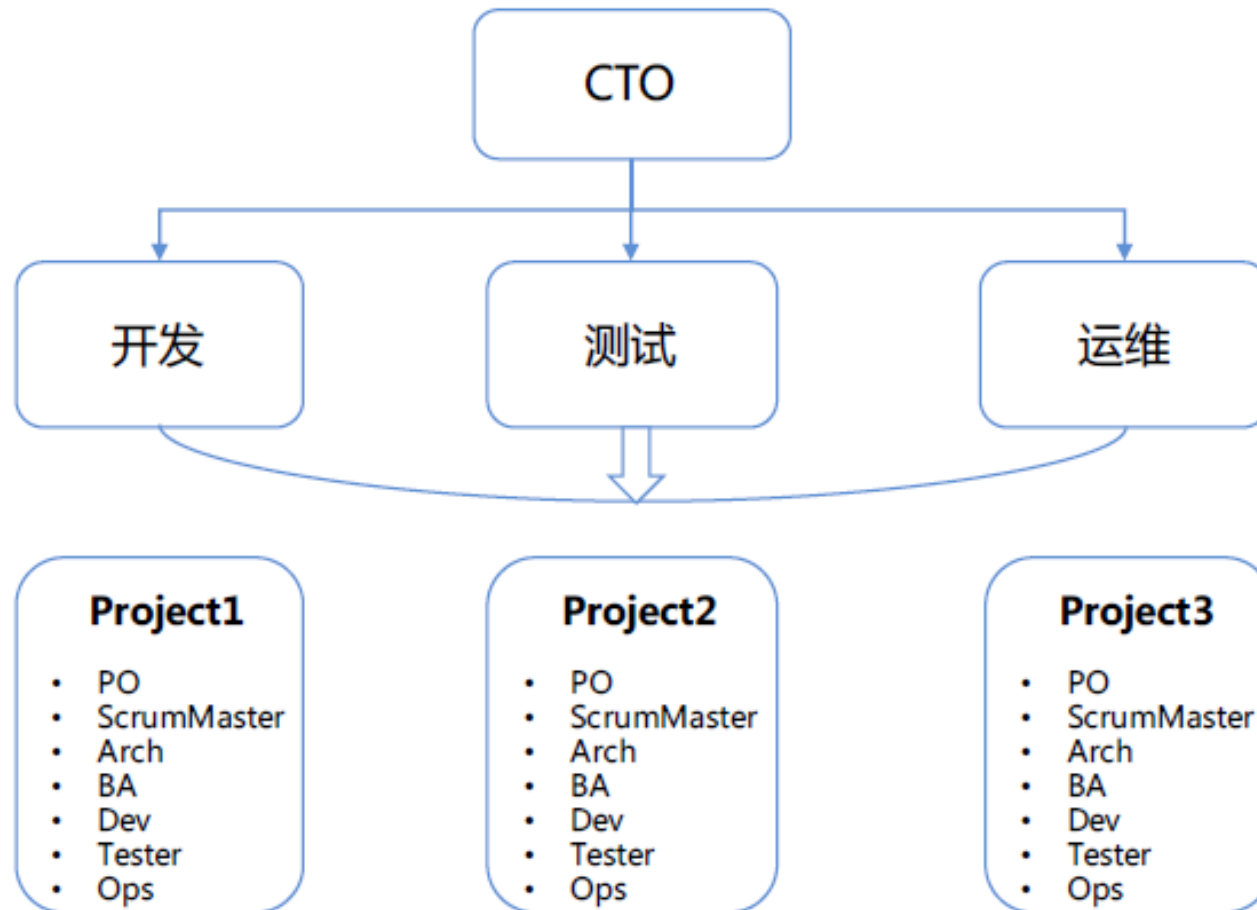 CTO
开发
测试
运维
Project1
• PO
• ScrumMaster
• Arch
• BA
• Dev
• Tester
• Ops
Project2
• PO
• ScrumMaster
• Arch
• BA
• Dev
• Tester
• Ops
Project3
• PO
• ScrumMaster
• Arch
• BA
• Dev
• Tester
• Ops